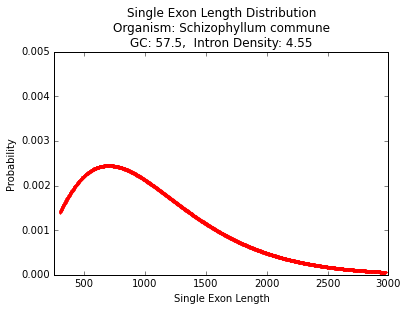 Single Exon Length Distribution
Organism: Schizophyllum commune
GC: 57.5,  Intron Density: 4.55
0.005
0.004
0.003
0.002
0.001
0.000
Probability
500
1000
1500
2000
2500
3000
Single Exon Length